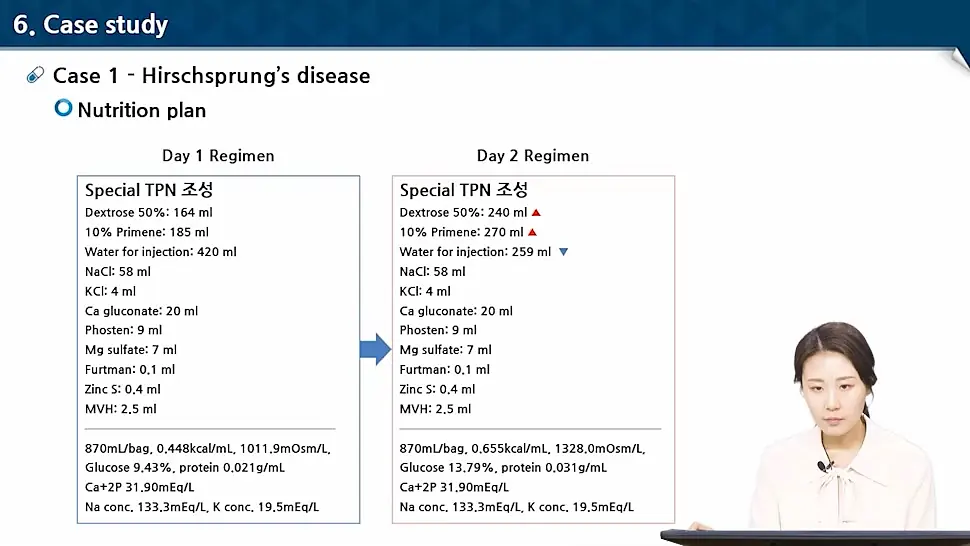 6. Case study
Case 1 - Hirschsprung's disease
Nutrition plan
Day 1 Regimen
Special TPN 조성
Dextrose 50%: 164 ml
10% Primene: 185 ml
Water for injection: 420 ml
NaCl: 58 ml
KCl: 4 ml
Ca gluconate: 20 ml
Phosten: 9 ml
Mg sulfate: 7 ml
Furtman: 0.1 ml
Zinc S: 0.4 ml
MVH: 2.5 ml
870mL/bag, 0.448kcal/mL, 1011.9mOsm/L,
Glucose 9.43%, protein 0.021g/mL
Ca+2P 31.90mEq/L
Na conc. 133.3mEq/L, K conc. 19.5mEq/L
Day 2 Regimen
Special TPN 조성
Dextrose 50%: 240 ml
10% Primene: 270 ml
Water for injection: 259 ml
NaCl: 58 ml
KCl: 4 ml
Ca gluconate: 20 ml
Phosten: 9 ml
Mg sulfate: 7 ml
Furtman: 0.1 ml
Zinc S: 0.4 ml
MVH: 2.5 ml
870mL/bag, 0.655kcal/mL, 1328.0mOsm/L,
Glucose 13.79%, protein 0.031g/mL
Ca+2P 31.90mEq/L
Na conc. 133.3mEq/L, K conc. 19.5mEq/L